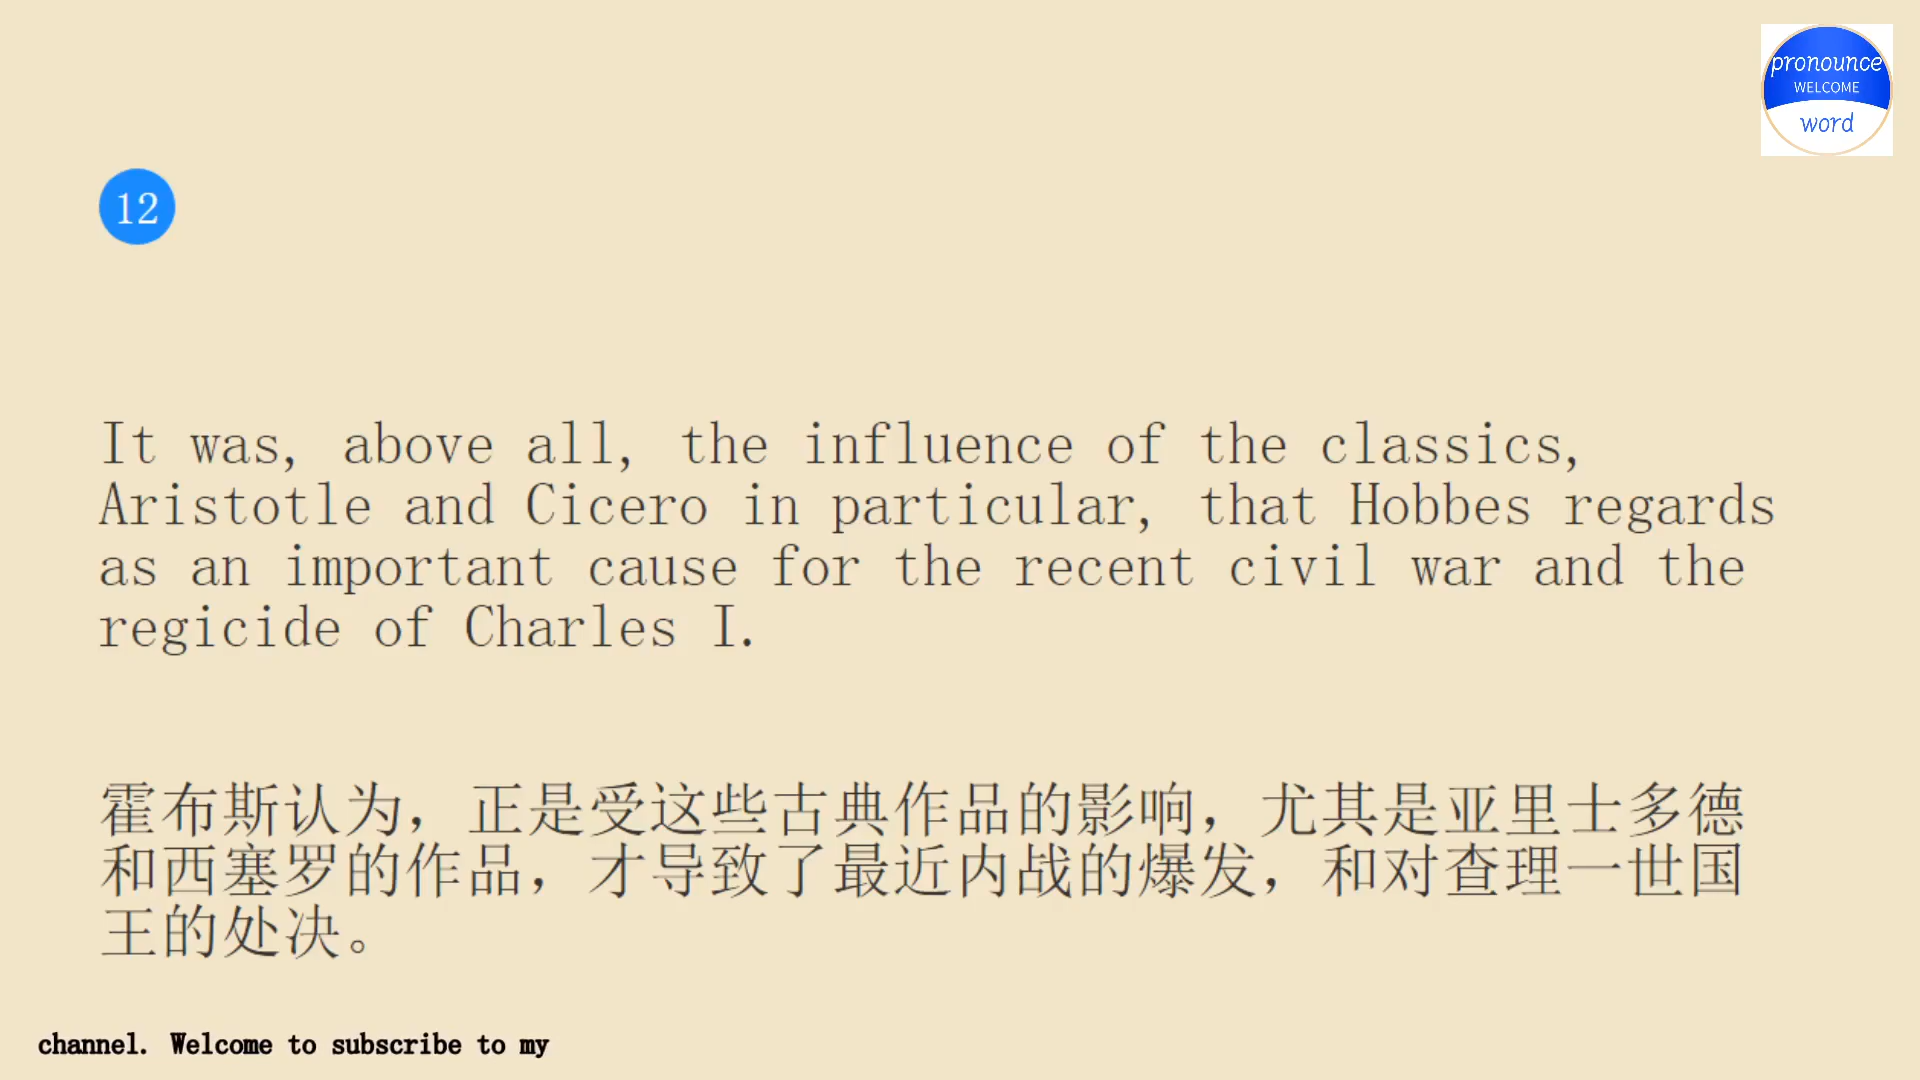 pronounce
WELCOME
word
12
It was, above all, the influence of the classics,
Aristotle and Cicero in particular, that Hobbes regards
as an important cause for the recent civil war and the
regicide of Charles I.
霍布斯认为，正是受这些古典作品的影响，尤其是亚里士多德
和西塞罗的作品，才导致了最近内战的爆发，和对查理一世国
王的处决。
channel. Welcome to subscribe to my